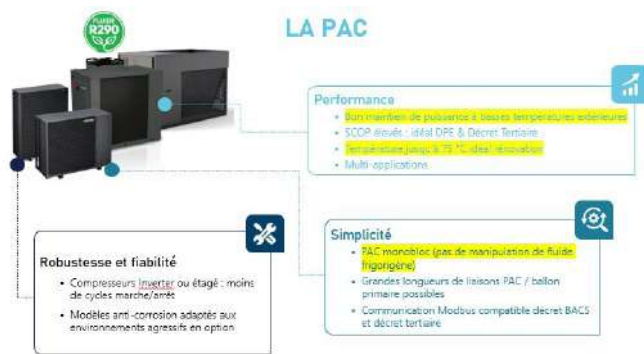 FLUIDE
R290
LA PAC
Performance
• Bon maintien de puissance à basses températures extérieures
• SCOP élevés : idéal DPE & Décret Tertiaire
• Température jusqu'à 75 °C idéal rénovation
• Multi-applications
Simplicité
• PAC monobloc (pas de manipulation de fluide
frigorigène)
• Grandes longueurs de liaisons PAC / ballon
primaire possibles
• Communication Modbus compatible décret BACS
et décret tertiaire
Robustesse et fiabilité
• Compresseurs Inverter ou étagé : moins
de cycles marche/arrêt
• Modèles anti-corrosion adaptés aux
environnements agressifs en option